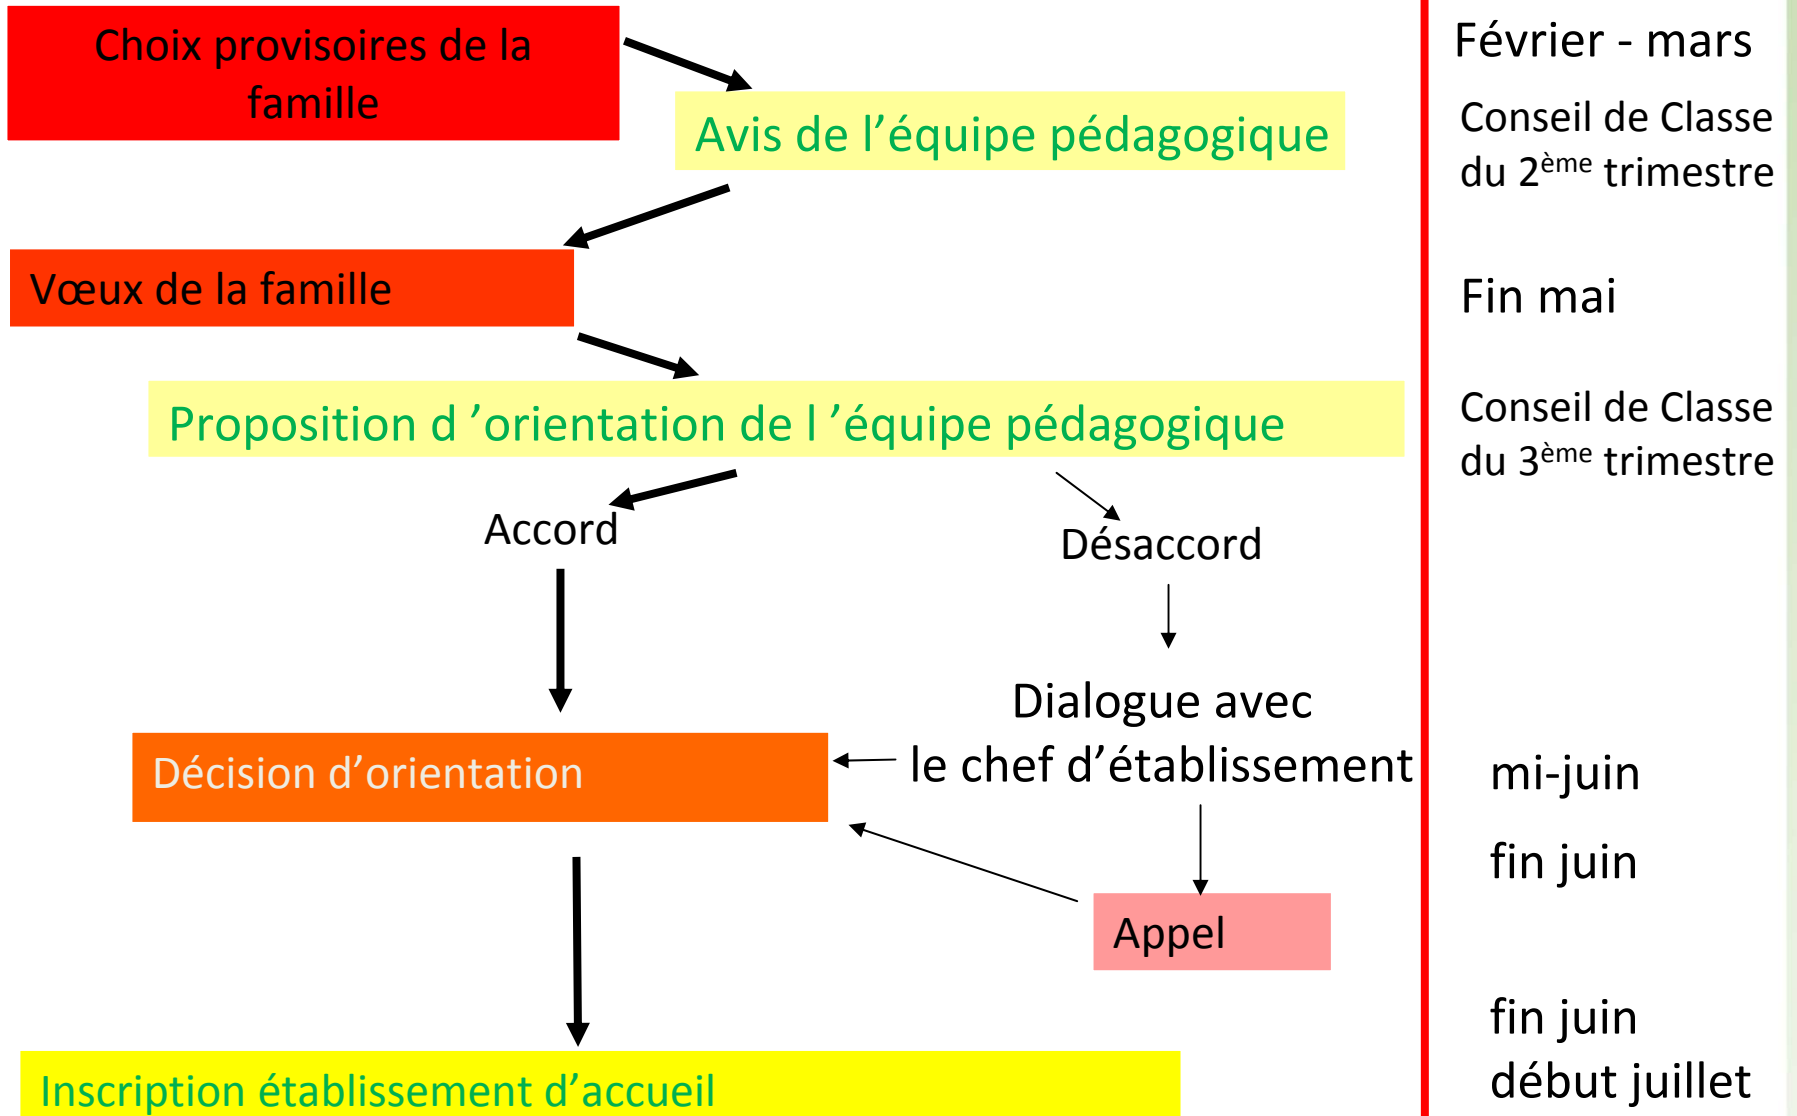 Choix provisoires de la
famille
Février - mars
Avis de l’équipe pédagogique
Conseil de Classe
du 2ème trimestre
Vœux de la famille
Fin mai
Proposition d ’orientation de l ’équipe pédagogique
Conseil de Classe
du 3ème trimestre
Accord
Désaccord
Dialogue avec
le chef d’établissement
Décision d’orientation
mi-juin
fin juin
Appel
fin juin
début juillet
Inscription établissement d’accueil